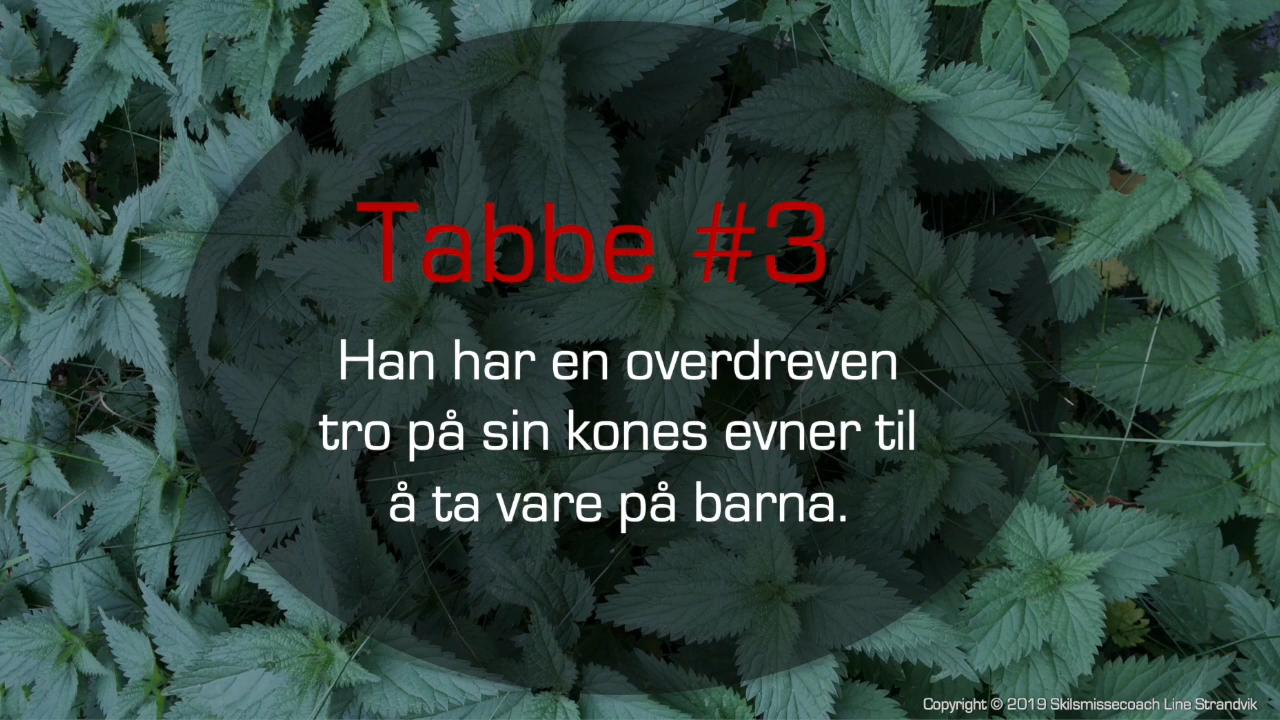 Tabbe #3
Han har en overdreven
tro på sin kones evner til
å ta vare på barna.
Copyright © 2019 Skilsmissecoach Line Strandvik